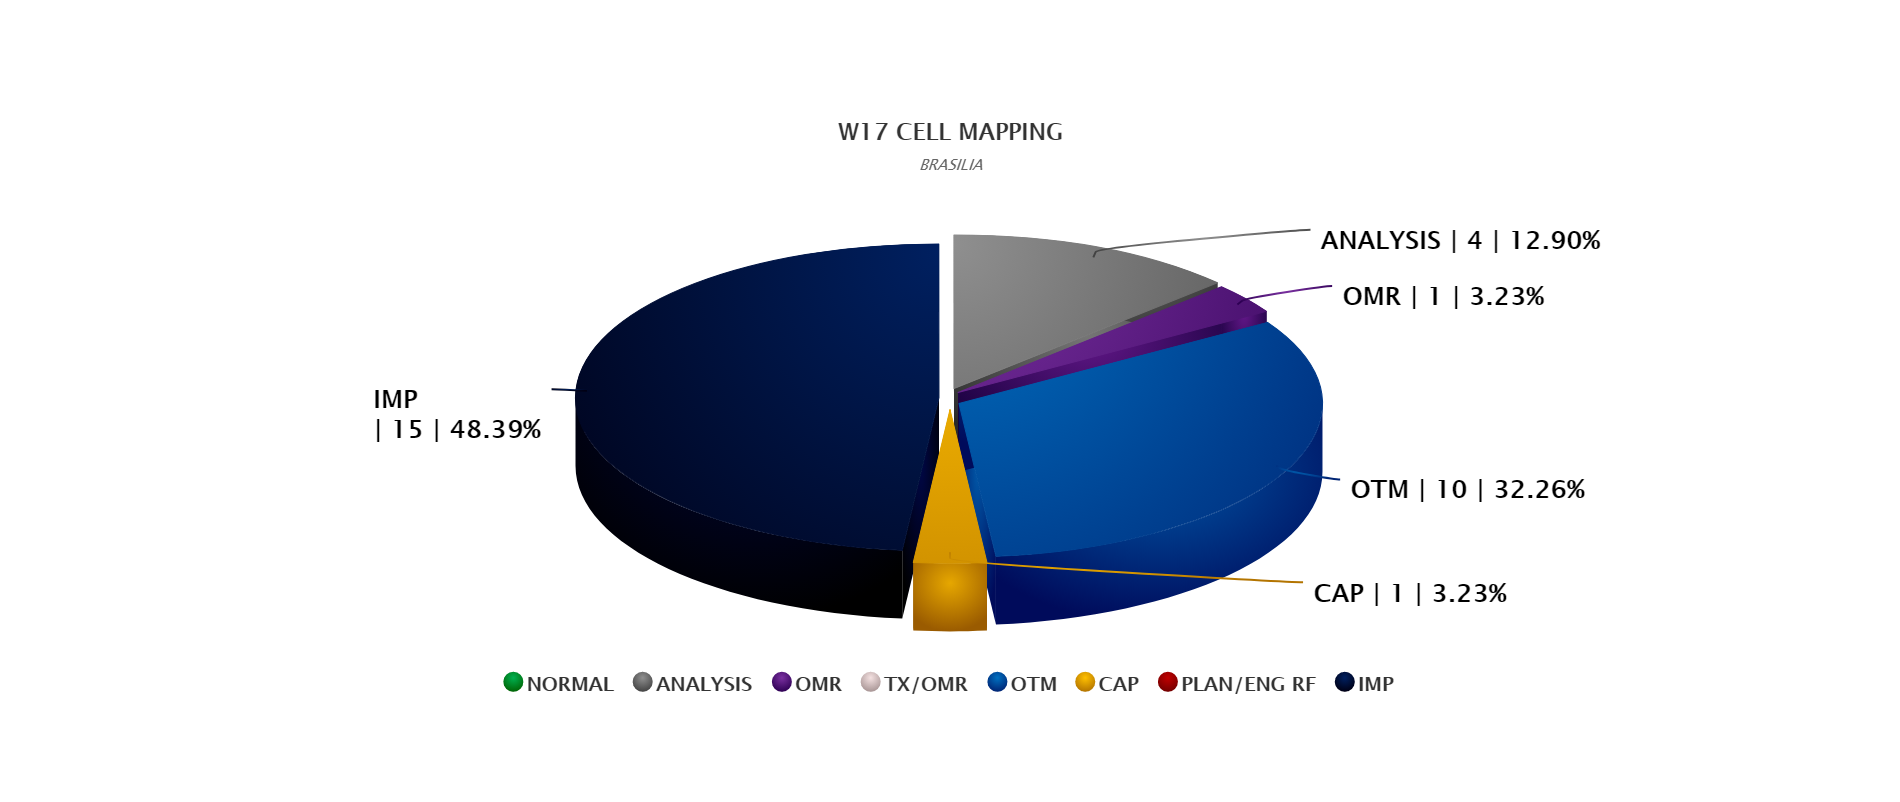 W17 CELL MAPPING
BRASILIA
ANALYSIS | 4 | 12.90%
OMR | 1 | 3.23%
IMP
| 15 | 48.39%
OTM | 10 | 32.26%
CAP | 1 | 3.23%
NORMAL ANALYSIS OMR TX/OMR OTM CAP PLAN/ENG RF IMP